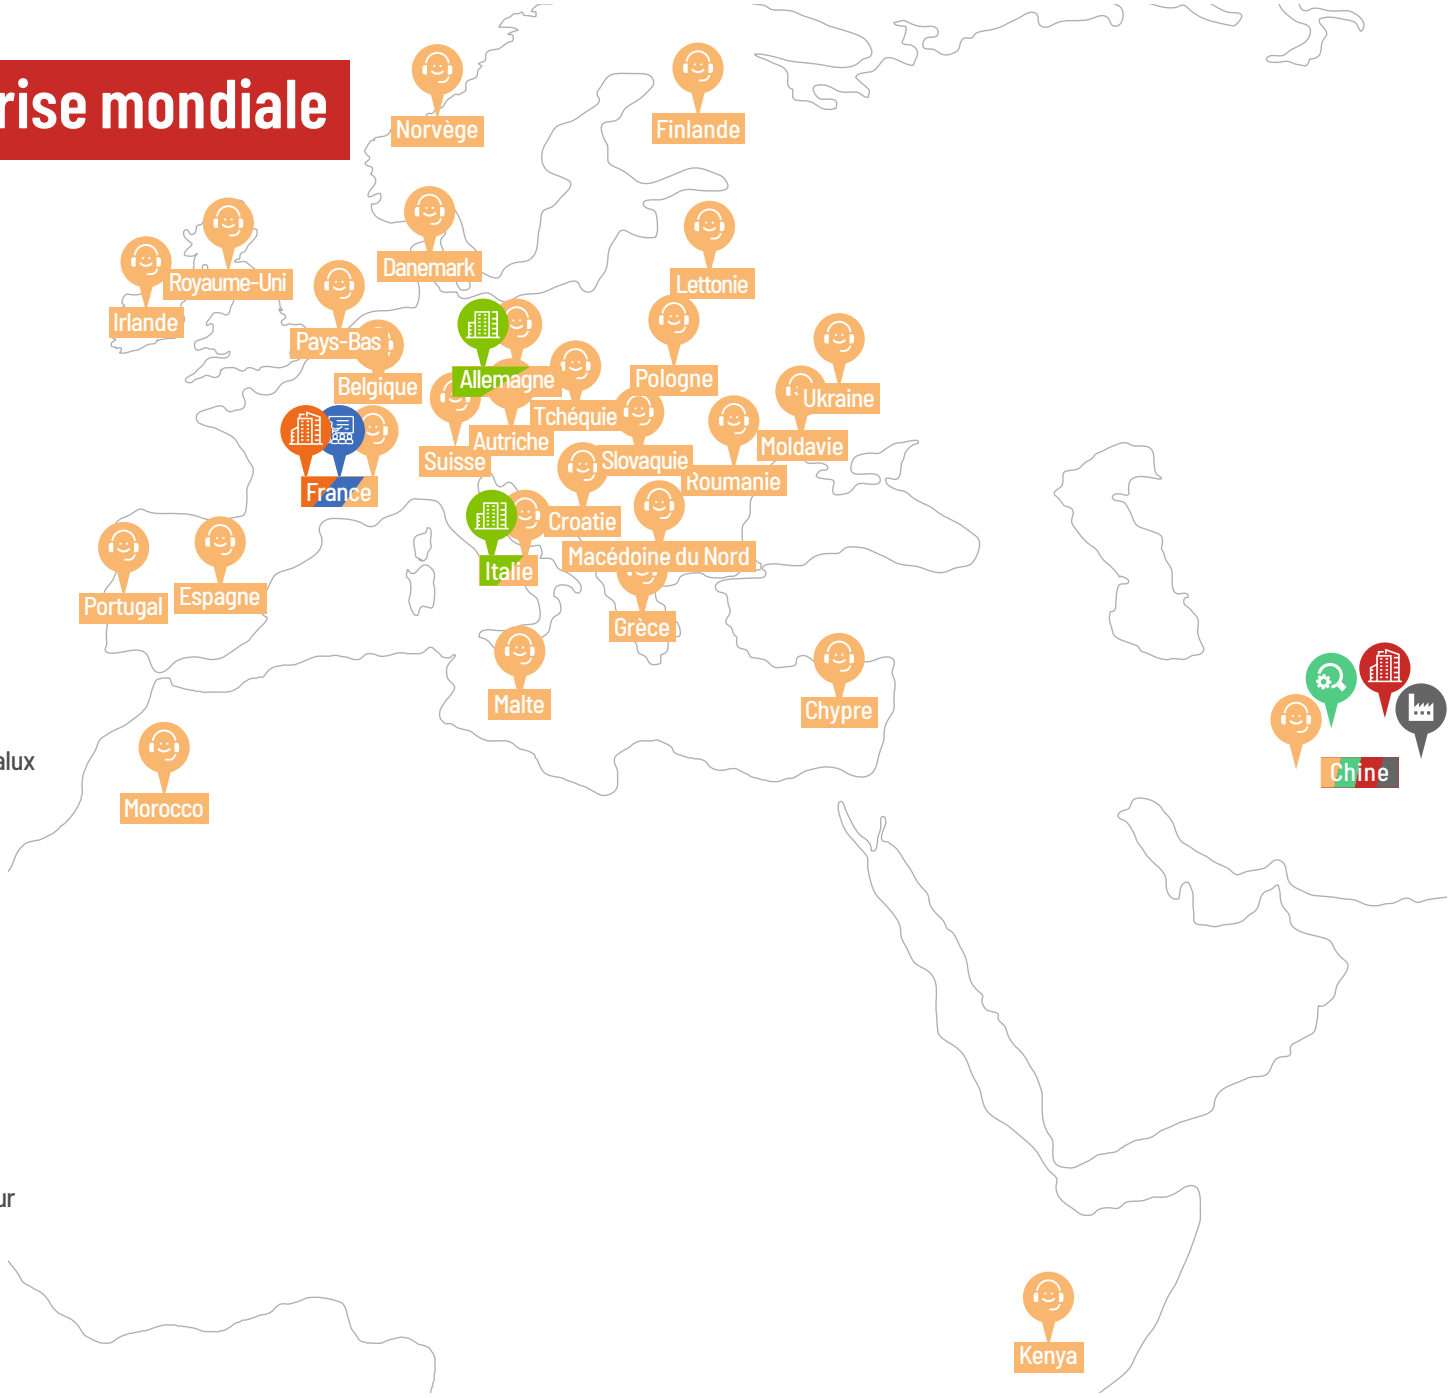 rise mondiale
Norvège
Finlande
Danemark
Royaume-Uni
Lettonie
Irlande
Pays-Bas
Belgique
Allemagne
Pologne
Ukraine
Tchéquie
Autriche
Moldavie
Suisse
Slovaquie
Roumanie
France
Croatie
Macédoine du Nord
Italie
Portugal
Espagne
Grèce
Malte
Chypre
alux
Chine
Morocco
ur
Kenya